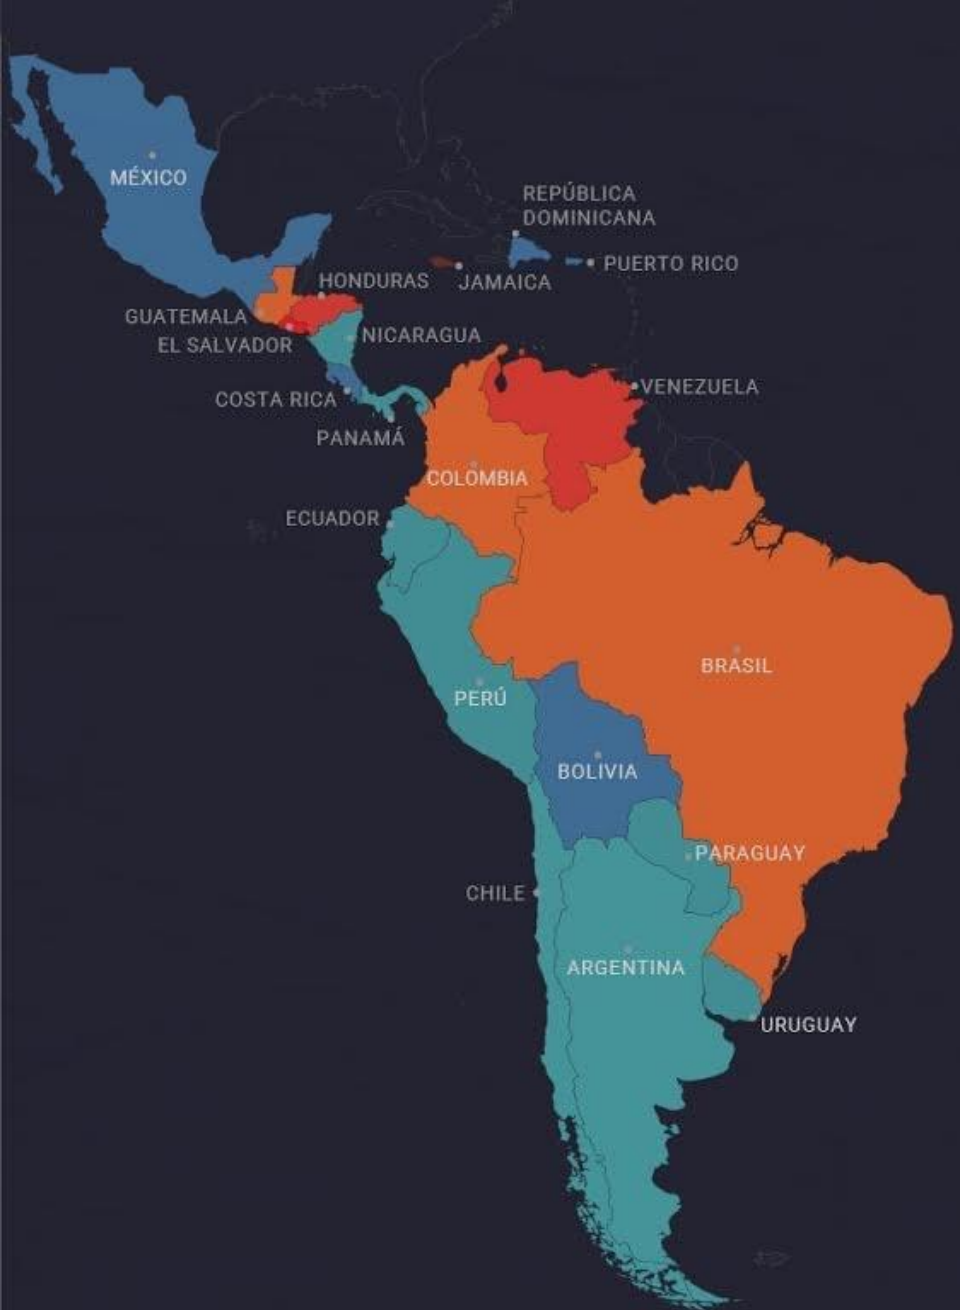 MÉXICO
REPÚBLICA
DOMINICANA
PUERTO RICO
HONDURAS
JAMAICA
GUATEMALA
NICARAGUA
EL SALVADOR
VENEZUELA
COSTA RICA
PANAMÁ
COLOMBIA
ECUADOR
BRASIL
PERÚ
BOLIVIA
PARAGUAY
CHILE
ARGENTINA
URUGUAY